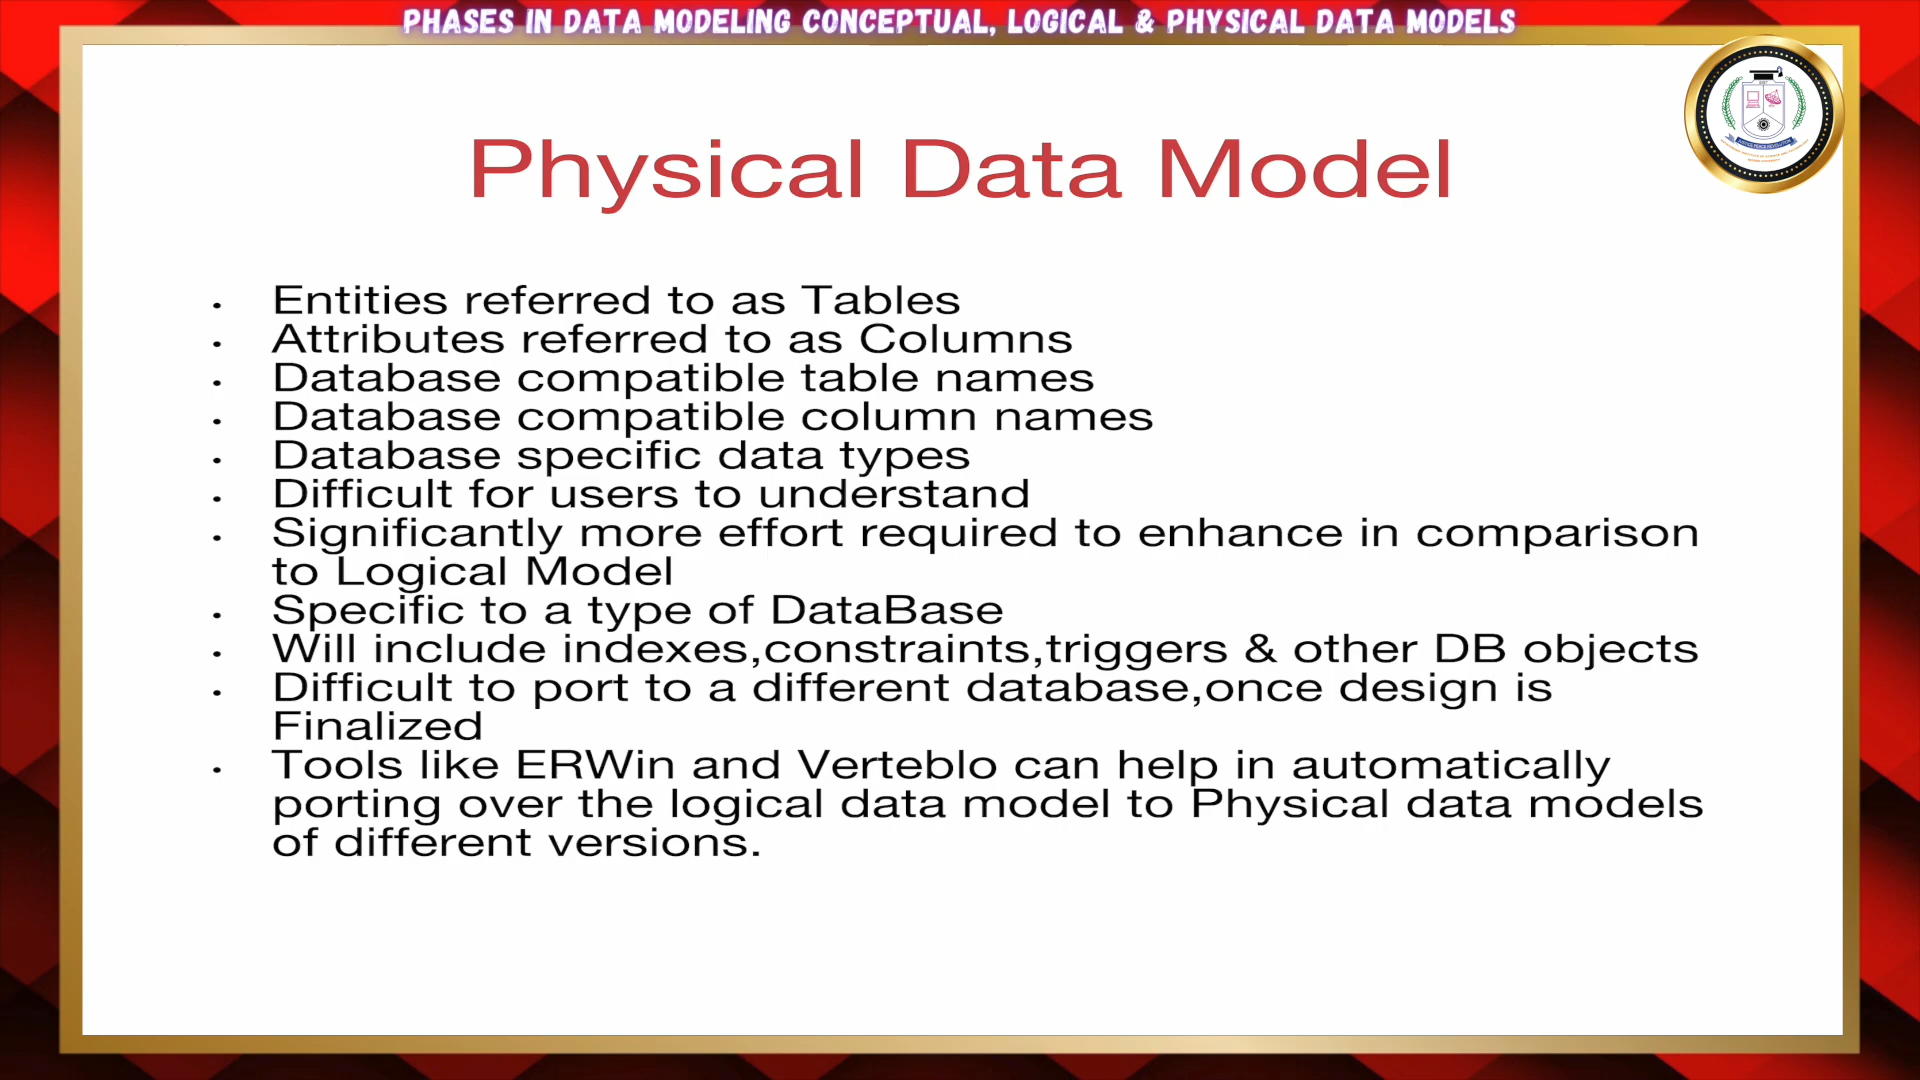 PHASES IN DATA MODELING CONCEPTUAL, LOGICAL & PHYSICAL DATA MODELS
Physical Data Model
• Entities referred to as Tables
• Attributes referred to as Columns
• Database compatible table names
• Database compatible column names
• Database specific data types
• Difficult for users to understand
• Significantly more effort required to enhance in comparison
to Logical Model
• Specific to a type of DataBase
• Will include indexes,constraints,triggers & other DB objects
• Difficult to port to a different database,once design is
Finalized
• Tools like ERWin and Verteblo can help in automatically
porting over the logical data model to Physical data models
of different versions.